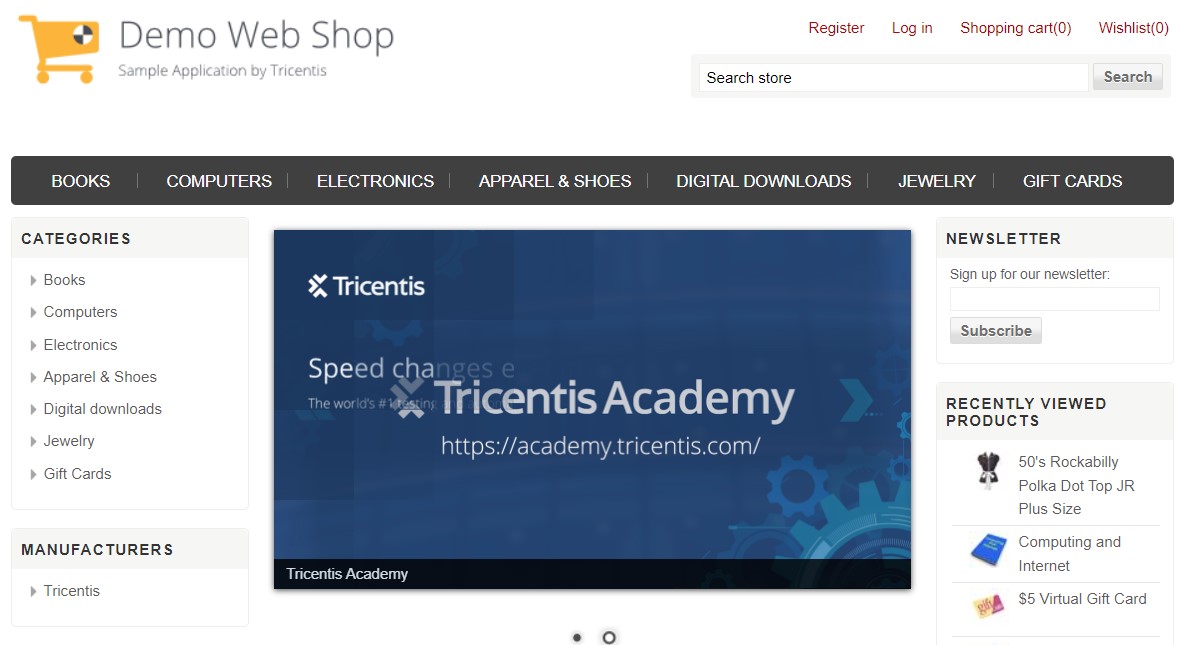 Demo Web Shop
Sample Application by Tricentis
Register Log in Shopping cart(0) Wishlist(0)
Search store Search
BOOKS COMPUTERS ELECTRONICS APPAREL & SHOES DIGITAL DOWNLOADS JEWELRY GIFT CARDS
CATEGORIES
Books
Computers
Electronics
Apparel & Shoes
Digital downloads
Jewelry
Gift Cards
MANUFACTURERS
Tricentis
Tricentis
Speed changes e
The world's #1 testing
Tricentis Academy
https://academy.tricentis.com/
Tricentis Academy
NEWSLETTER
Sign up for our newsletter:
Subscribe
RECENTLY VIEWED
PRODUCTS
50's Rockabilly
Polka Dot Top JR
Plus Size
Computing and
Internet
$5 Virtual Gift Card